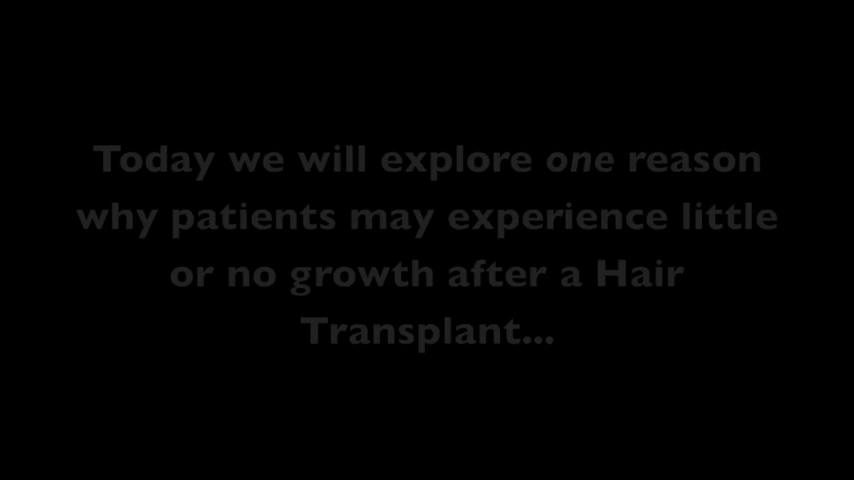 Today we will explore one reason
why patients may experience little
or no growth after a Hair
Transplant...